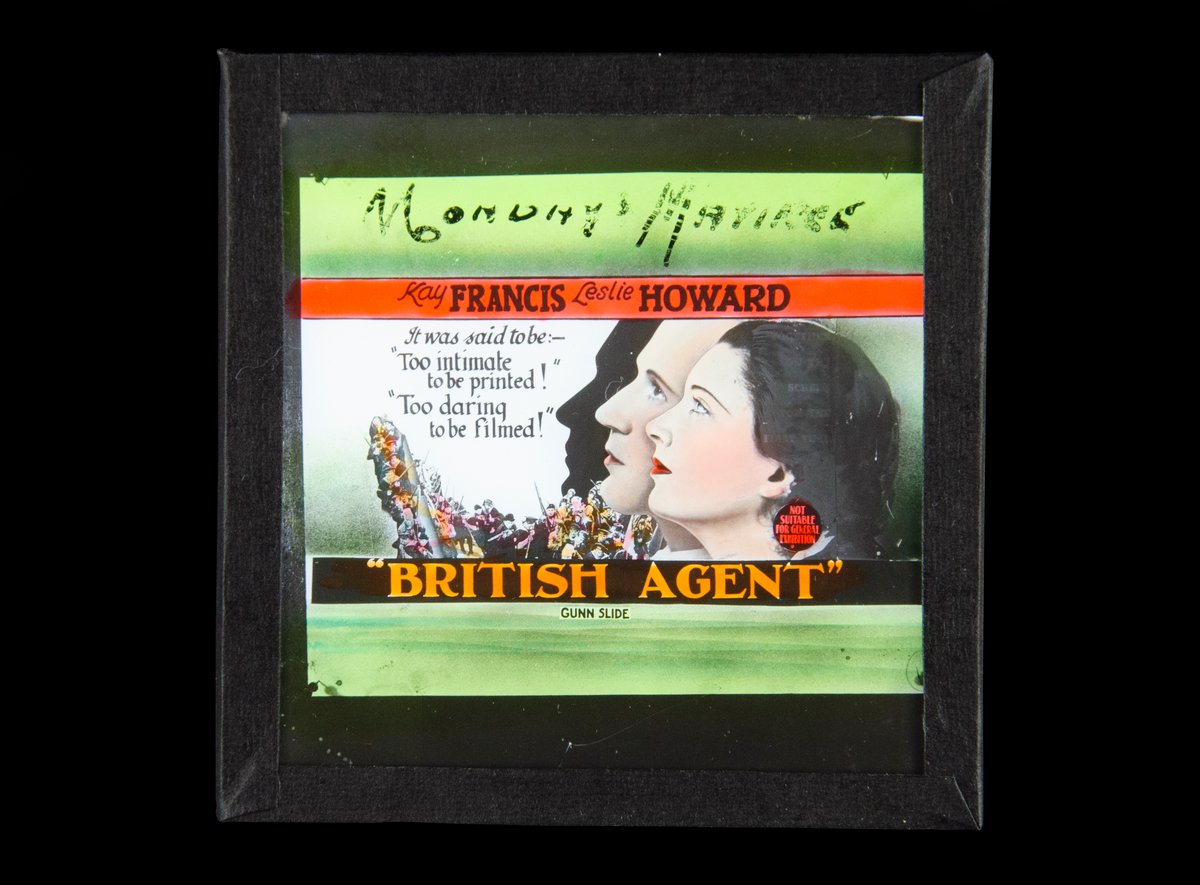 MONDAY & MATINEE
Kay FRANCIS Leslie HOWARD
It was said to be:—
"Too intimate
to be printed!"
"Too daring
to be filmed!"
NOT
SUITABLE
FOR GENERAL
EXHIBITION
"BRITISH AGENT"
GUNN SLIDE